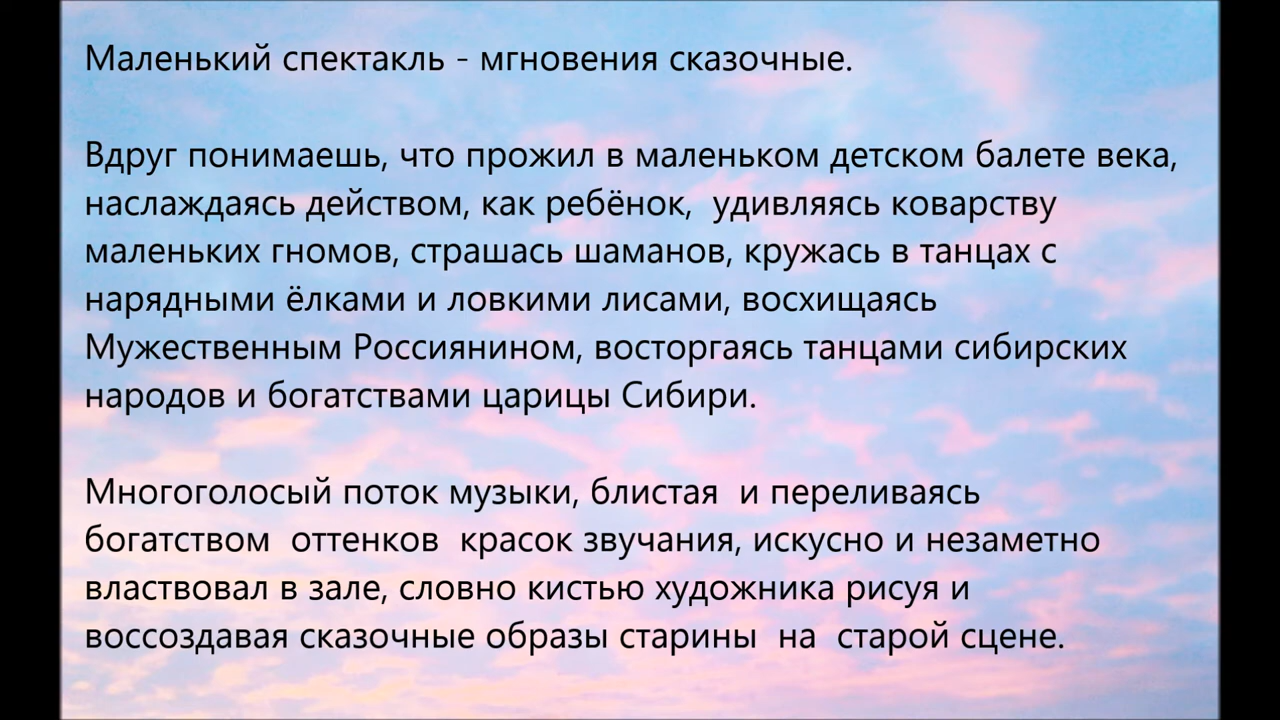 Маленький спектакль - мгновения сказочные.
Вдруг понимаешь, что прожил в маленьком детском балете века,
наслаждаясь действом, как ребёнок,  удивляясь коварству
маленьких гномов, страшась шаманов, кружась в танцах с
нарядными ёлками и ловкими лисами, восхищаясь
Мужественным Россиянином, восторгаясь танцами сибирских
народов и богатствами царицы Сибири.
Многоголосый поток музыки, блистая  и переливаясь
богатством  оттенков  красок звучания, искусно и незаметно
властвовал в зале, словно кистью художника рисуя и
воссоздавая сказочные образы старины  на  старой сцене.